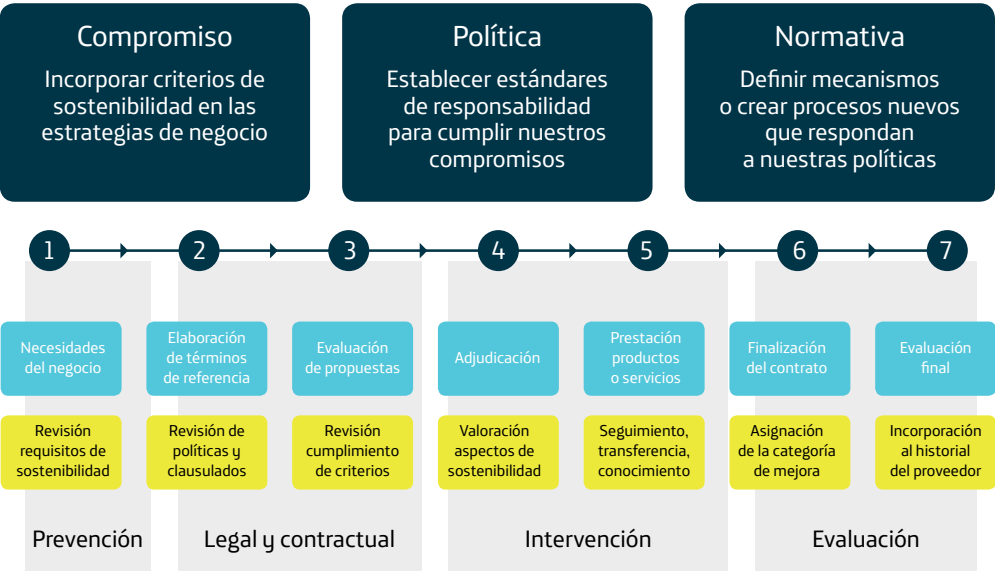 Compromiso
Incorporar criterios de
sostenibilidad en las
estrategias de negocio
Política
Establecer estándares
de responsabilidad
para cumplir nuestros
compromisos
Normativa
Definir mecanismos
o crear procesos nuevos
que respondan
a nuestras políticas
1
2
3
4
5
6
7
Necesidades
del negocio
Elaboración
de términos
de referencia
Evaluación
de propuestas
Adjudicación
Prestación
productos
o servicios
Finalización
del contrato
Evaluación
final
Revisión
requisitos de
sostenibilidad
Revisión de
políticas y
clausulados
Revisión
cumplimiento
de criterios
Valoración
aspectos de
sostenibilidad
Seguimiento,
transferencia,
conocimiento
Asignación
de la categoría
de mejora
Incorporación
al historial
del proveedor
Prevención
Legal y contractual
Intervención
Evaluación